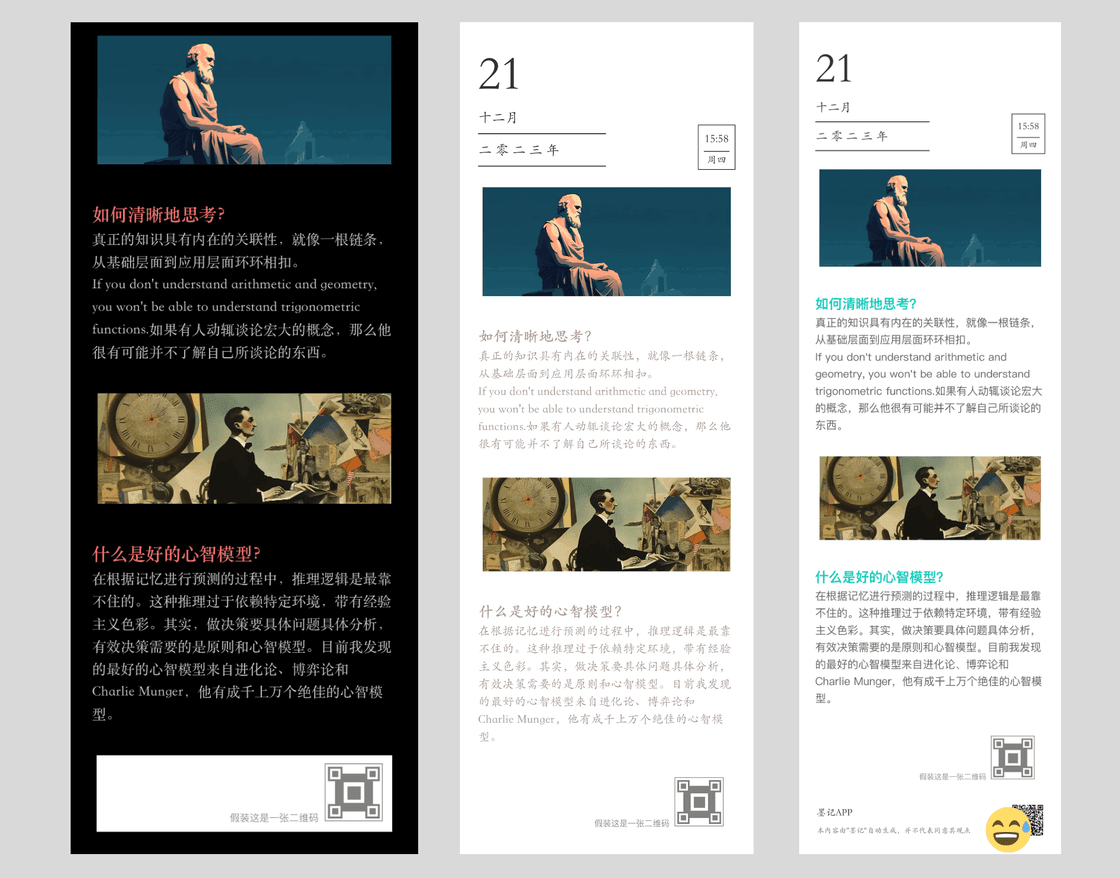 如何清晰地思考?
真正的知识具有内在的关联性，就像一根链条，
从基础层面到应用层面环环相扣。
If you don't understand arithmetic and geometry,
you won't be able to understand trigonometric
functions.如果有人动辄谈论宏大的概念，那么他
很有可能并不了解自己所谈论的东西。
什么是好的心智模型?
在根据记忆进行预测的过程中，推理逻辑是最靠
不住的。这种推理过于依赖特定环境，带有经验
主义色彩。其实，做决策要具体问题具体分析，
有效决策需要的是原则和心智模型。目前我发现
的最好的心智模型来自进化论、博弈论和
Charlie Munger，他有成千上万个绝佳的心智模
型。
假装这是一张二维码
21
十二月
二零二三年
15:58
周四
如何清晰地思考?
真正的知识具有内在的关联性，就像一根链条，
从基础层面到应用层面环环相扣。
If you don't understand arithmetic and geometry,
you won't be able to understand trigonometric
functions.如果有人动辄谈论宏大的概念，那么他
很有可能并不了解自己所谈论的东西。
什么是好的心智模型?
在根据记忆进行预测的过程中，推理逻辑是最靠
不住的。这种推理过于依赖特定环境，带有经验
主义色彩。其实，做决策要具体问题具体分析，
有效决策需要的是原则和心智模型。目前我发现
的最好的心智模型来自进化论、博弈论和
Charlie Munger，他有成千上万个绝佳的心智模
型。
假装这是一张二维码
21
十二月
二零二三年
15:58
周四
如何清晰地思考?
真正的知识具有内在的关联性，就像一根链条，
从基础层面到应用层面环环相扣。
If you don't understand arithmetic and
geometry, you won't be able to understand
trigonometric functions.如果有人动辄谈论宏大
的概念，那么他很有可能并不了解自己所谈论的
东西。
什么是好的心智模型?
在根据记忆进行预测的过程中，推理逻辑是最靠
不住的。这种推理过于依赖特定环境，带有经验
主义色彩。其实，做决策要具体问题具体分析，
有效决策需要的是原则和心智模型。目前我发现
的最好的心智模型来自进化论、博弈论和
Charlie Munger，他有成千上万个绝佳的心智模
型。
假装这是一张二维码
墨记APP
本内容由"墨记"自动生成，并不代表同意其观点